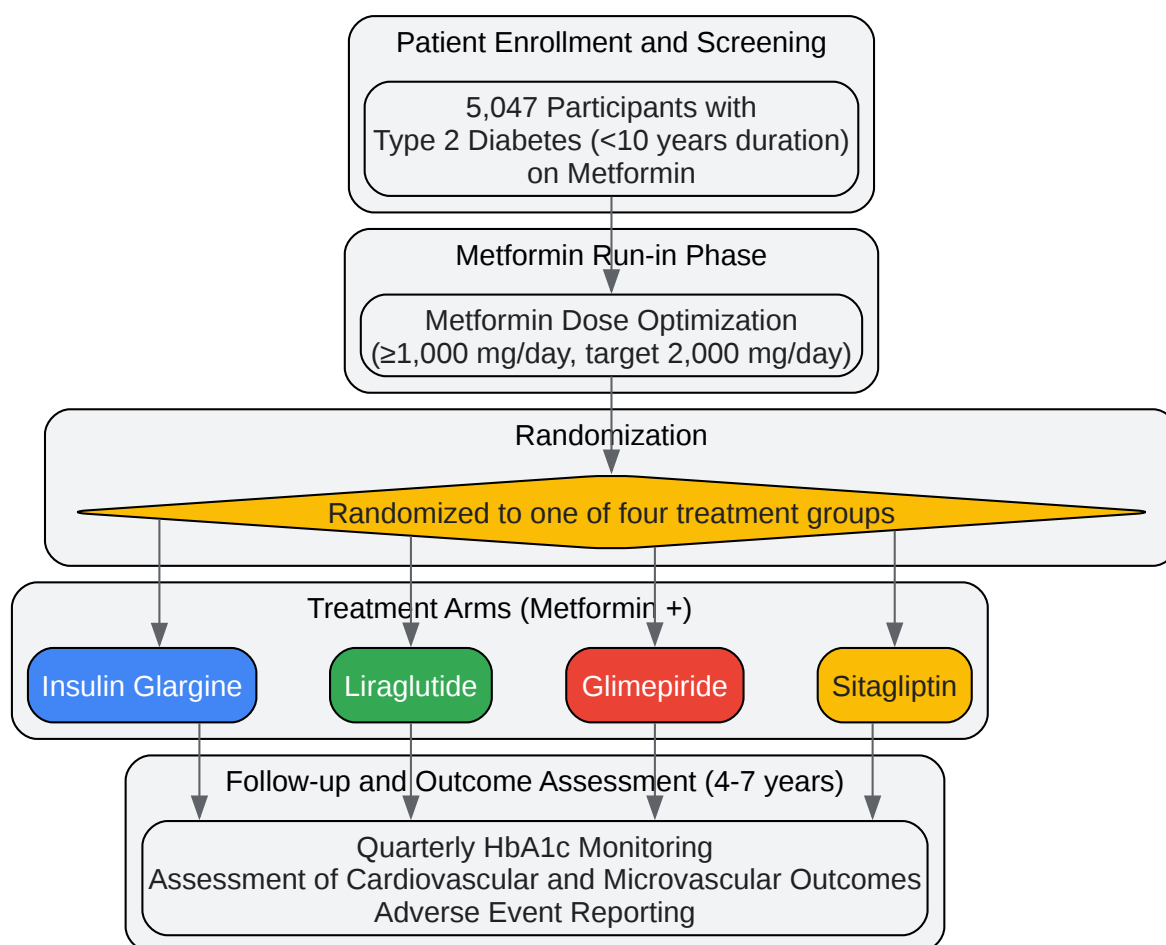 Patient Enrollment and Screening
5,047 Participants with
Type 2 Diabetes (<10 years duration)
on Metformin
Metformin Run-in Phase
Metformin Dose Optimization
(≥1,000 mg/day, target 2,000 mg/day)
Randomization
Randomized to one of four treatment groups
Treatment Arms (Metformin +)
Insulin Glargine
Liraglutide
Glimepiride
Sitagliptin
Follow-up and Outcome Assessment (4-7 years)
Quarterly HbA1c Monitoring
Assessment of Cardiovascular and Microvascular Outcomes
Adverse Event Reporting